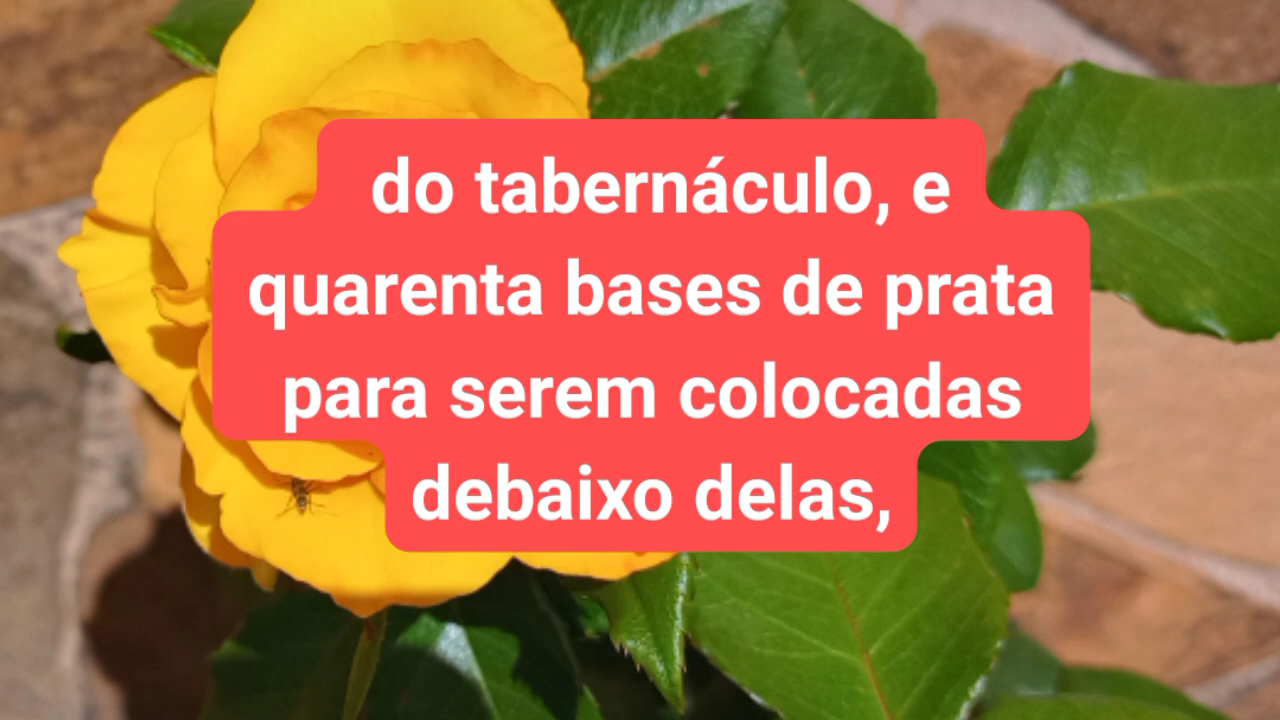 do tabernáculo, e
quarenta bases de prata
para serem colocadas
debaixo delas,